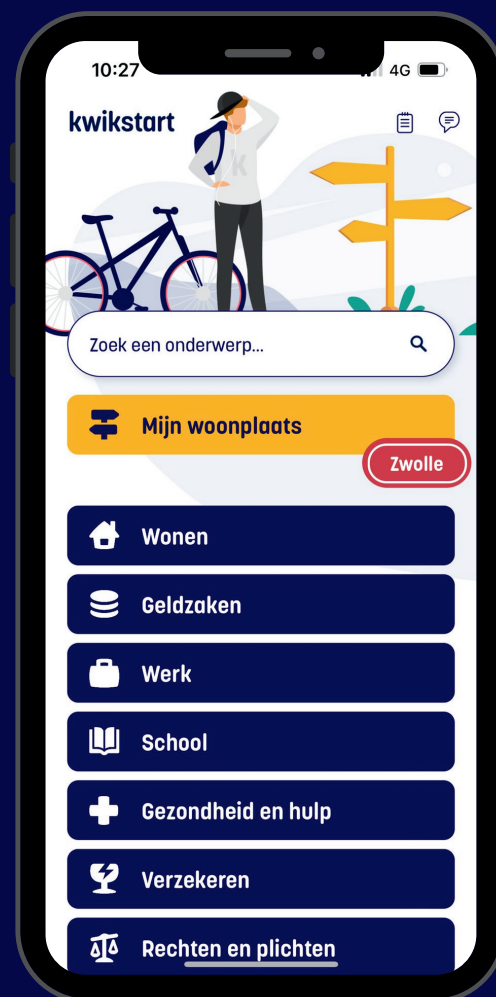 10:27
4G
kwikstart
K
Zoek een onderwerp...
Mijn woonplaats
Zwolle
Wonen
Geldzaken
Werk
School
Gezondheid en hulp
Verzekeren
Rechten en plichten